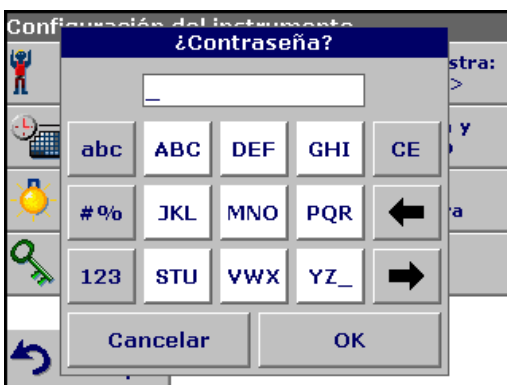 Configuración del instrumento
¿Contraseña?
stra:
>
_
abc ABC DEF GHI CE
y
#% JKL MNO PQR
a
123 STU VWX YZ_
Cancelar OK